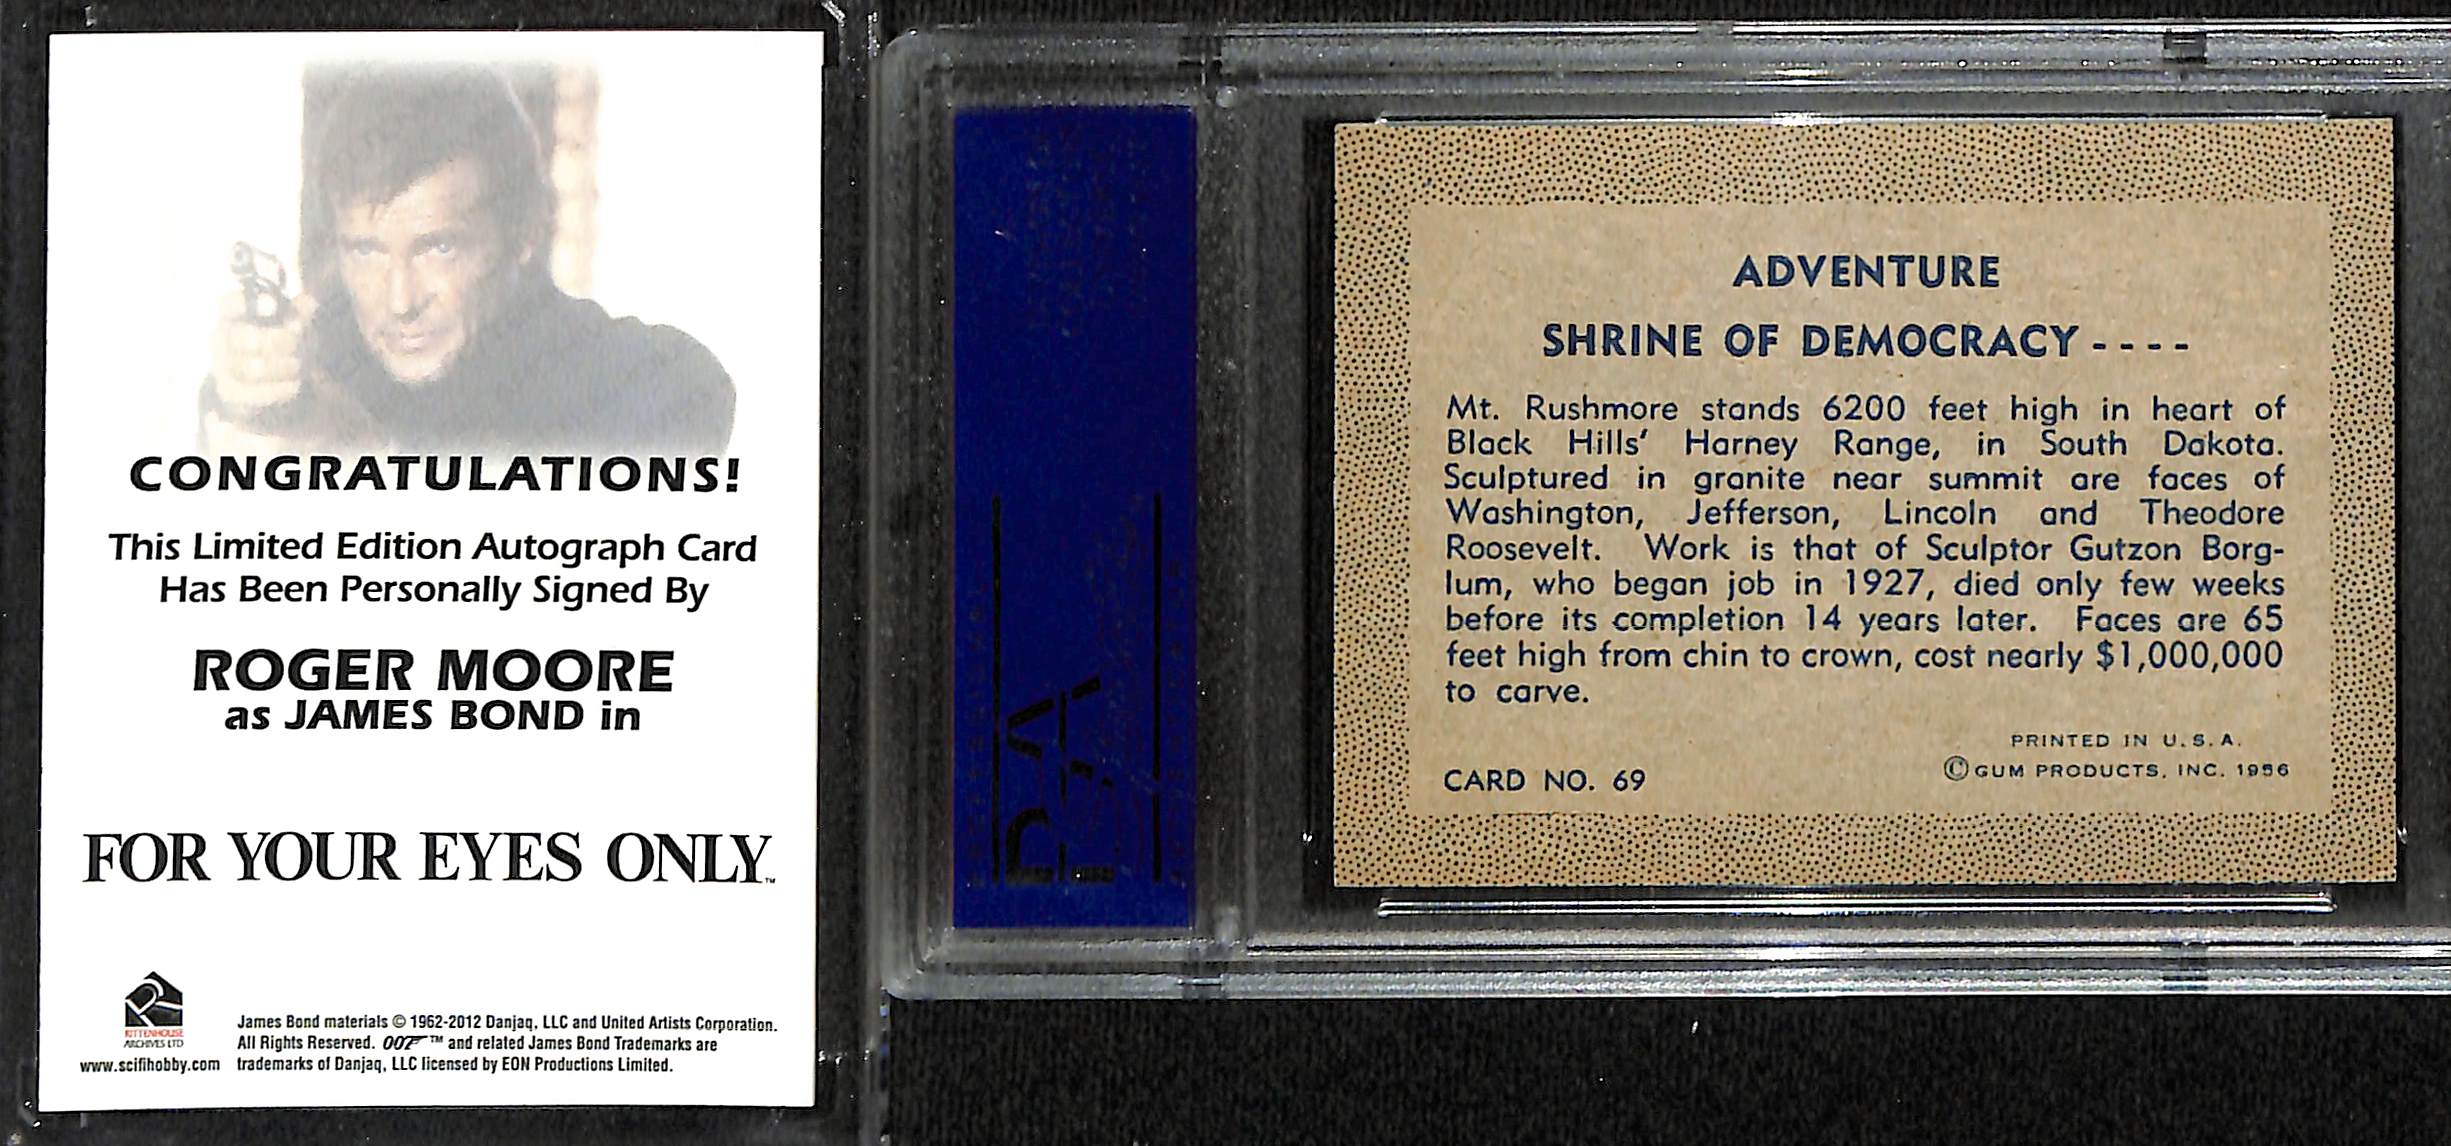 CONGRATULATIONS!
This Limited Edition Autograph Card
Has Been Personally Signed By
ROGER MOORE
as JAMES BOND in
FOR YOUR EYES ONLY™
RITTENHOUSE
ARCHIVES LTD
www.scifihobby.com
James Bond materials © 1962-2012 Danjaq, LLC and United Artists Corporation.
All Rights Reserved. 007™ and related James Bond Trademarks are
trademarks of Danjaq, LLC licensed by EON Productions Limited.
ADVENTURE
SHRINE OF DEMOCRACY - - - -
Mt. Rushmore stands 6200 feet high in heart of
Black Hills' Harney Range, in South Dakota.
Sculptured in granite near summit are faces of
Washington, Jefferson, Lincoln and Theodore
Roosevelt. Work is that of Sculptor Gutzon Borg-
lum, who began job in 1927, died only few weeks
before its completion 14 years later. Faces are 65
feet high from chin to crown, cost nearly $1,000,000
to carve.
PRINTED IN U.S.A.
CARD NO. 69
© GUM PRODUCTS, INC. 1956